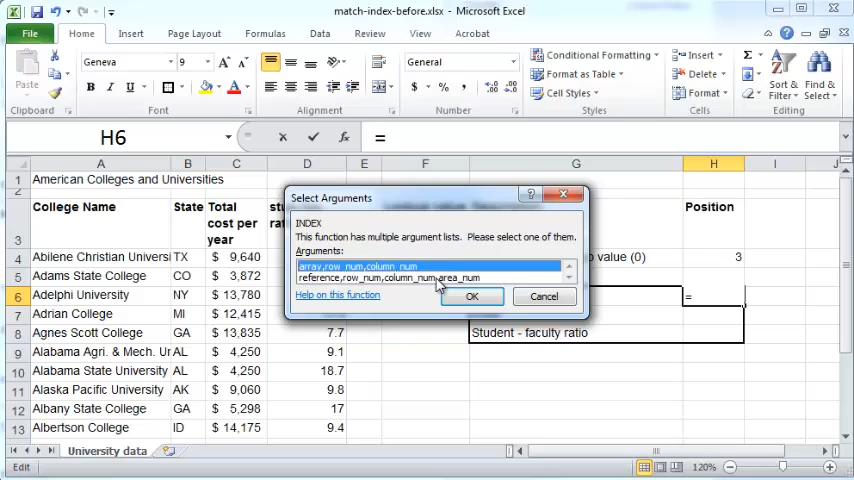 match-index-before.xlsx - Microsoft Excel
File Home Insert Page Layout Formulas Data Review View Acrobat
Paste Geneva 9 A A General Conditional Formatting Insert Σ
B I U A $ % , Format as Table Delete Sort & Find &
Cell Styles Format Filter Select
Clipboard Font Alignment Number Styles Cells Editing
H6 fx =
A B C D E F G H I J
1 American Colleges and Universities
2
3 College Name State Total cost per year Position
4 Abilene Christian Universi TX $ 9,640 value (0) 3
5 Adams State College CO $ 3,872
6 Adelphi University NY $ 13,780 =
7 Adrian College MI $ 12,415
8 Agnes Scott College GA $ 13,835 7.7 Student - faculty ratio
9 Alabama Agri. & Mech. Ur AL $ 4,250 9.1
10 Alabama State University AL $ 4,250 18.7
11 Alaska Pacific University AK $ 9,060 9.8
12 Albany State College GA $ 5,298 17
13 Albertson College ID $ 14,175 9.4
Select Arguments
INDEX
This function has multiple argument lists. Please select one of them.
Arguments:
array,row_num,column_num
reference,row_num,column_num,area_num
Help on this function OK Cancel
University data
Edit 120%